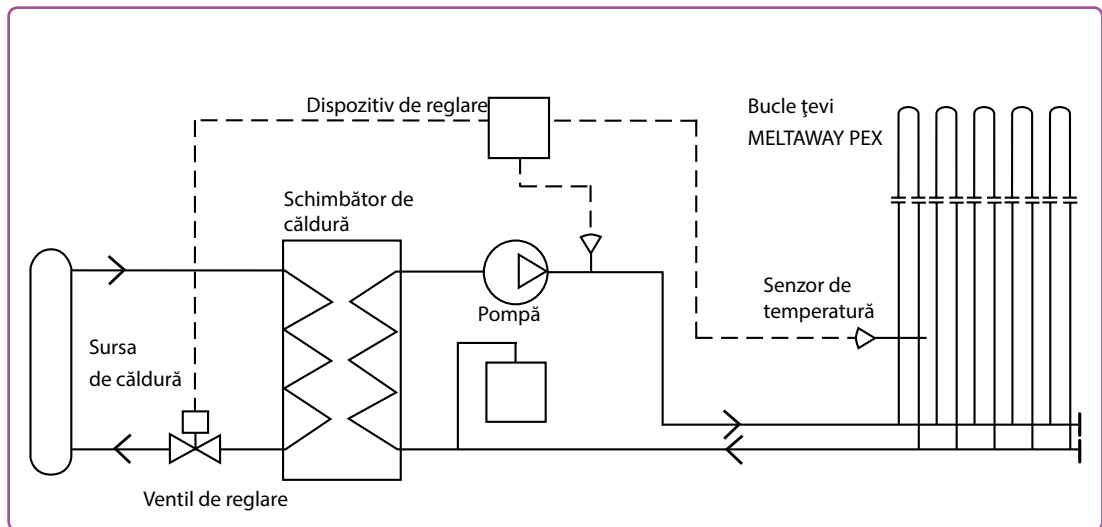 Dispozitiv de reglare
Bucle ţevi
MELTAWAY PEX
Schimbător de
căldură
Senzor de
temperatură
Pompă
Sursa
de căldură
Ventil de reglare